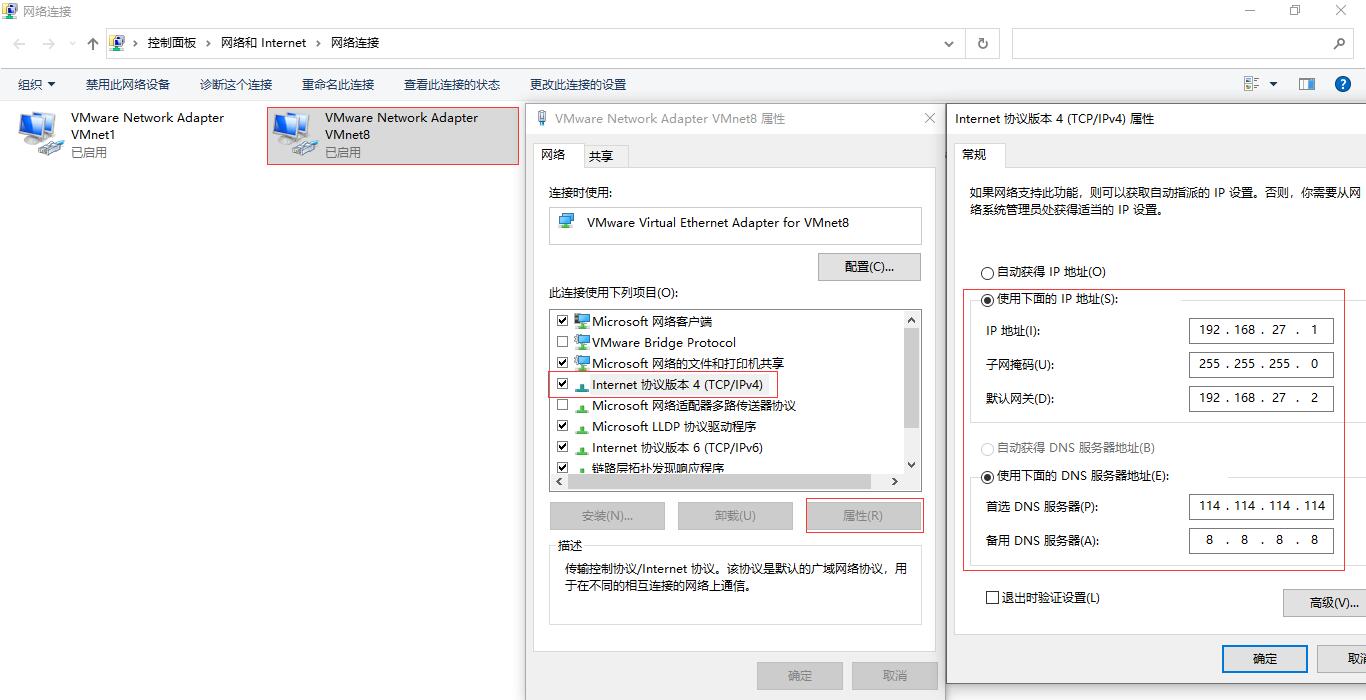 网络连接
控制面板 › 网络和 Internet › 网络连接
组织 禁用此网络设备 诊断这个连接 重命名此连接 查看此连接的状态 更改此连接的设置
VMware Network Adapter
VMnet1
已启用
VMware Network Adapter
VMnet8
已启用
VMware Network Adapter VMnet8 属性
网络 共享
连接时使用:
VMware Virtual Ethernet Adapter for VMnet8
配置(C)...
此连接使用下列项目(O):
Microsoft 网络客户端
VMware Bridge Protocol
Microsoft 网络的文件和打印机共享
Internet 协议版本 4 (TCP/IPv4)
Microsoft 网络适配器多路传送器协议
Microsoft LLDP 协议驱动程序
Internet 协议版本 6 (TCP/IPv6)
链路层拓扑发现响应程序
安装(N)... 卸载(U) 属性(R)
描述
传输控制协议/Internet 协议。该协议是默认的广域网络协议，用
于在不同的相互连接的网络上通信。
确定 取消
Internet 协议版本 4 (TCP/IPv4) 属性
常规
如果网络支持此功能，则可以获取自动指派的 IP 设置。否则，你需要从网
络系统管理员处获得适当的 IP 设置。
自动获得 IP 地址(O)
使用下面的 IP 地址(S):
IP 地址(I): 192 . 168 . 27 . 1
子网掩码(U): 255 . 255 . 255 . 0
默认网关(D): 192 . 168 . 27 . 2
自动获得 DNS 服务器地址(B)
使用下面的 DNS 服务器地址(E):
首选 DNS 服务器(P): 114 . 114 . 114 . 114
备用 DNS 服务器(A): 8 . 8 . 8 . 8
退出时验证设置(L)
高级(V)...
确定 取消